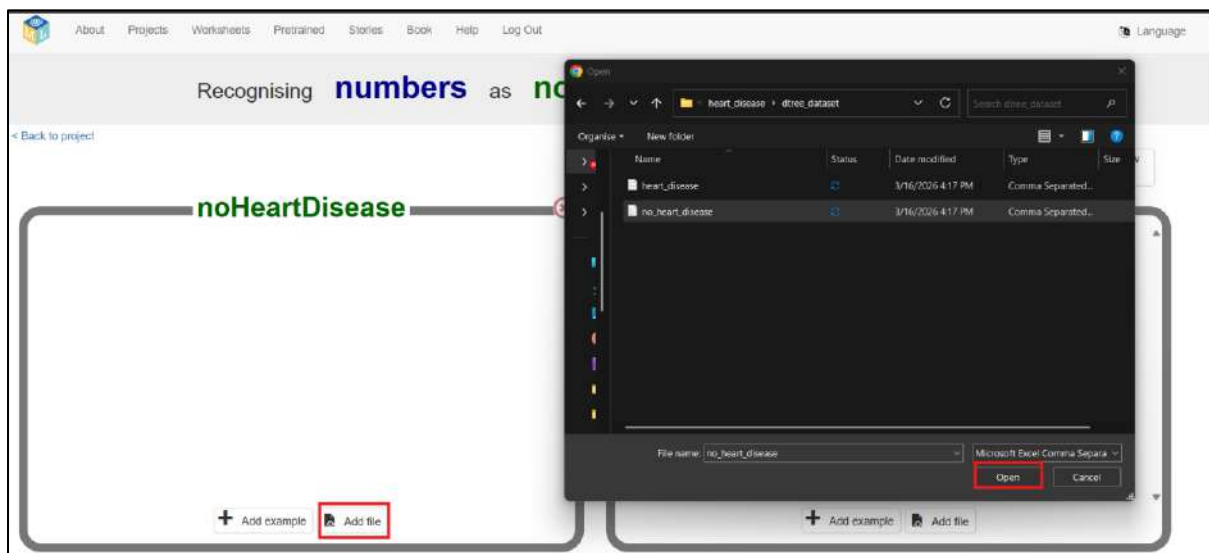 About Projects Worksheets Pretrained Stories Book Help Log Out Language
Recognising numbers as
< Back to project
noHeartDisease
Add example Add file
Add example Add file
Open
heart_disease dtree_dataset Search dtree_dataset
Organise New folder
Name Status Date modified Type Size
heart_disease 3/16/2026 4:17 PM Comma Separated...
no_heart_disease 3/16/2026 4:17 PM Comma Separated...
File name: no_heart_disease Microsoft Excel Comma Separa
Open Cancel